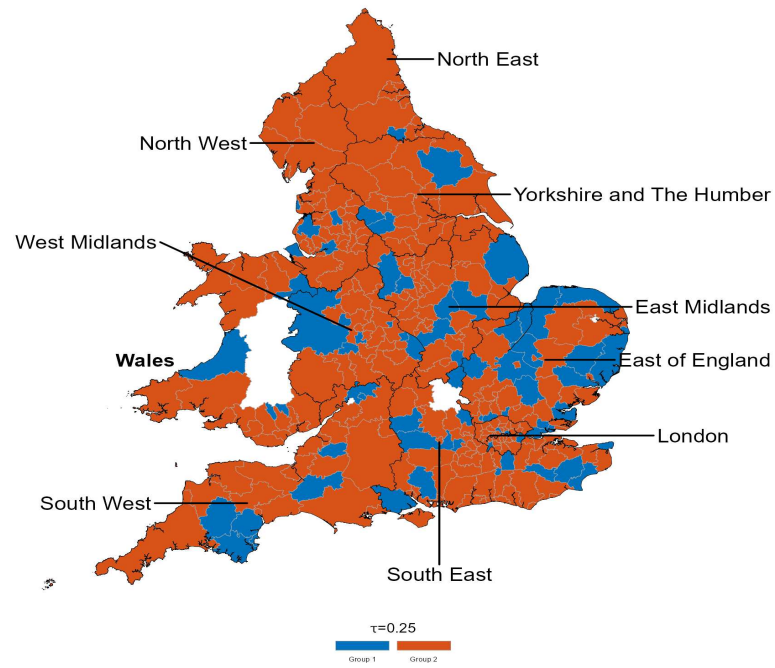 North East
North West
Yorkshire and The Humber
West Midlands
East Midlands
Wales
East of England
London
South West
South East
τ=0.25
Group 1
Group 2